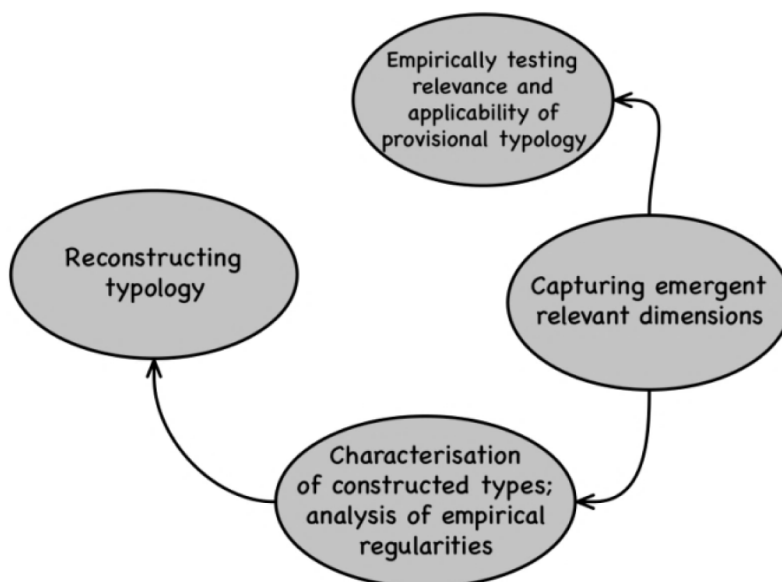 Empirically testing
relevance and
applicability of
provisional typology
Reconstructing
typology
Capturing emergent
relevant dimensions
Characterisation
of constructed types;
analysis of empirical
regularities